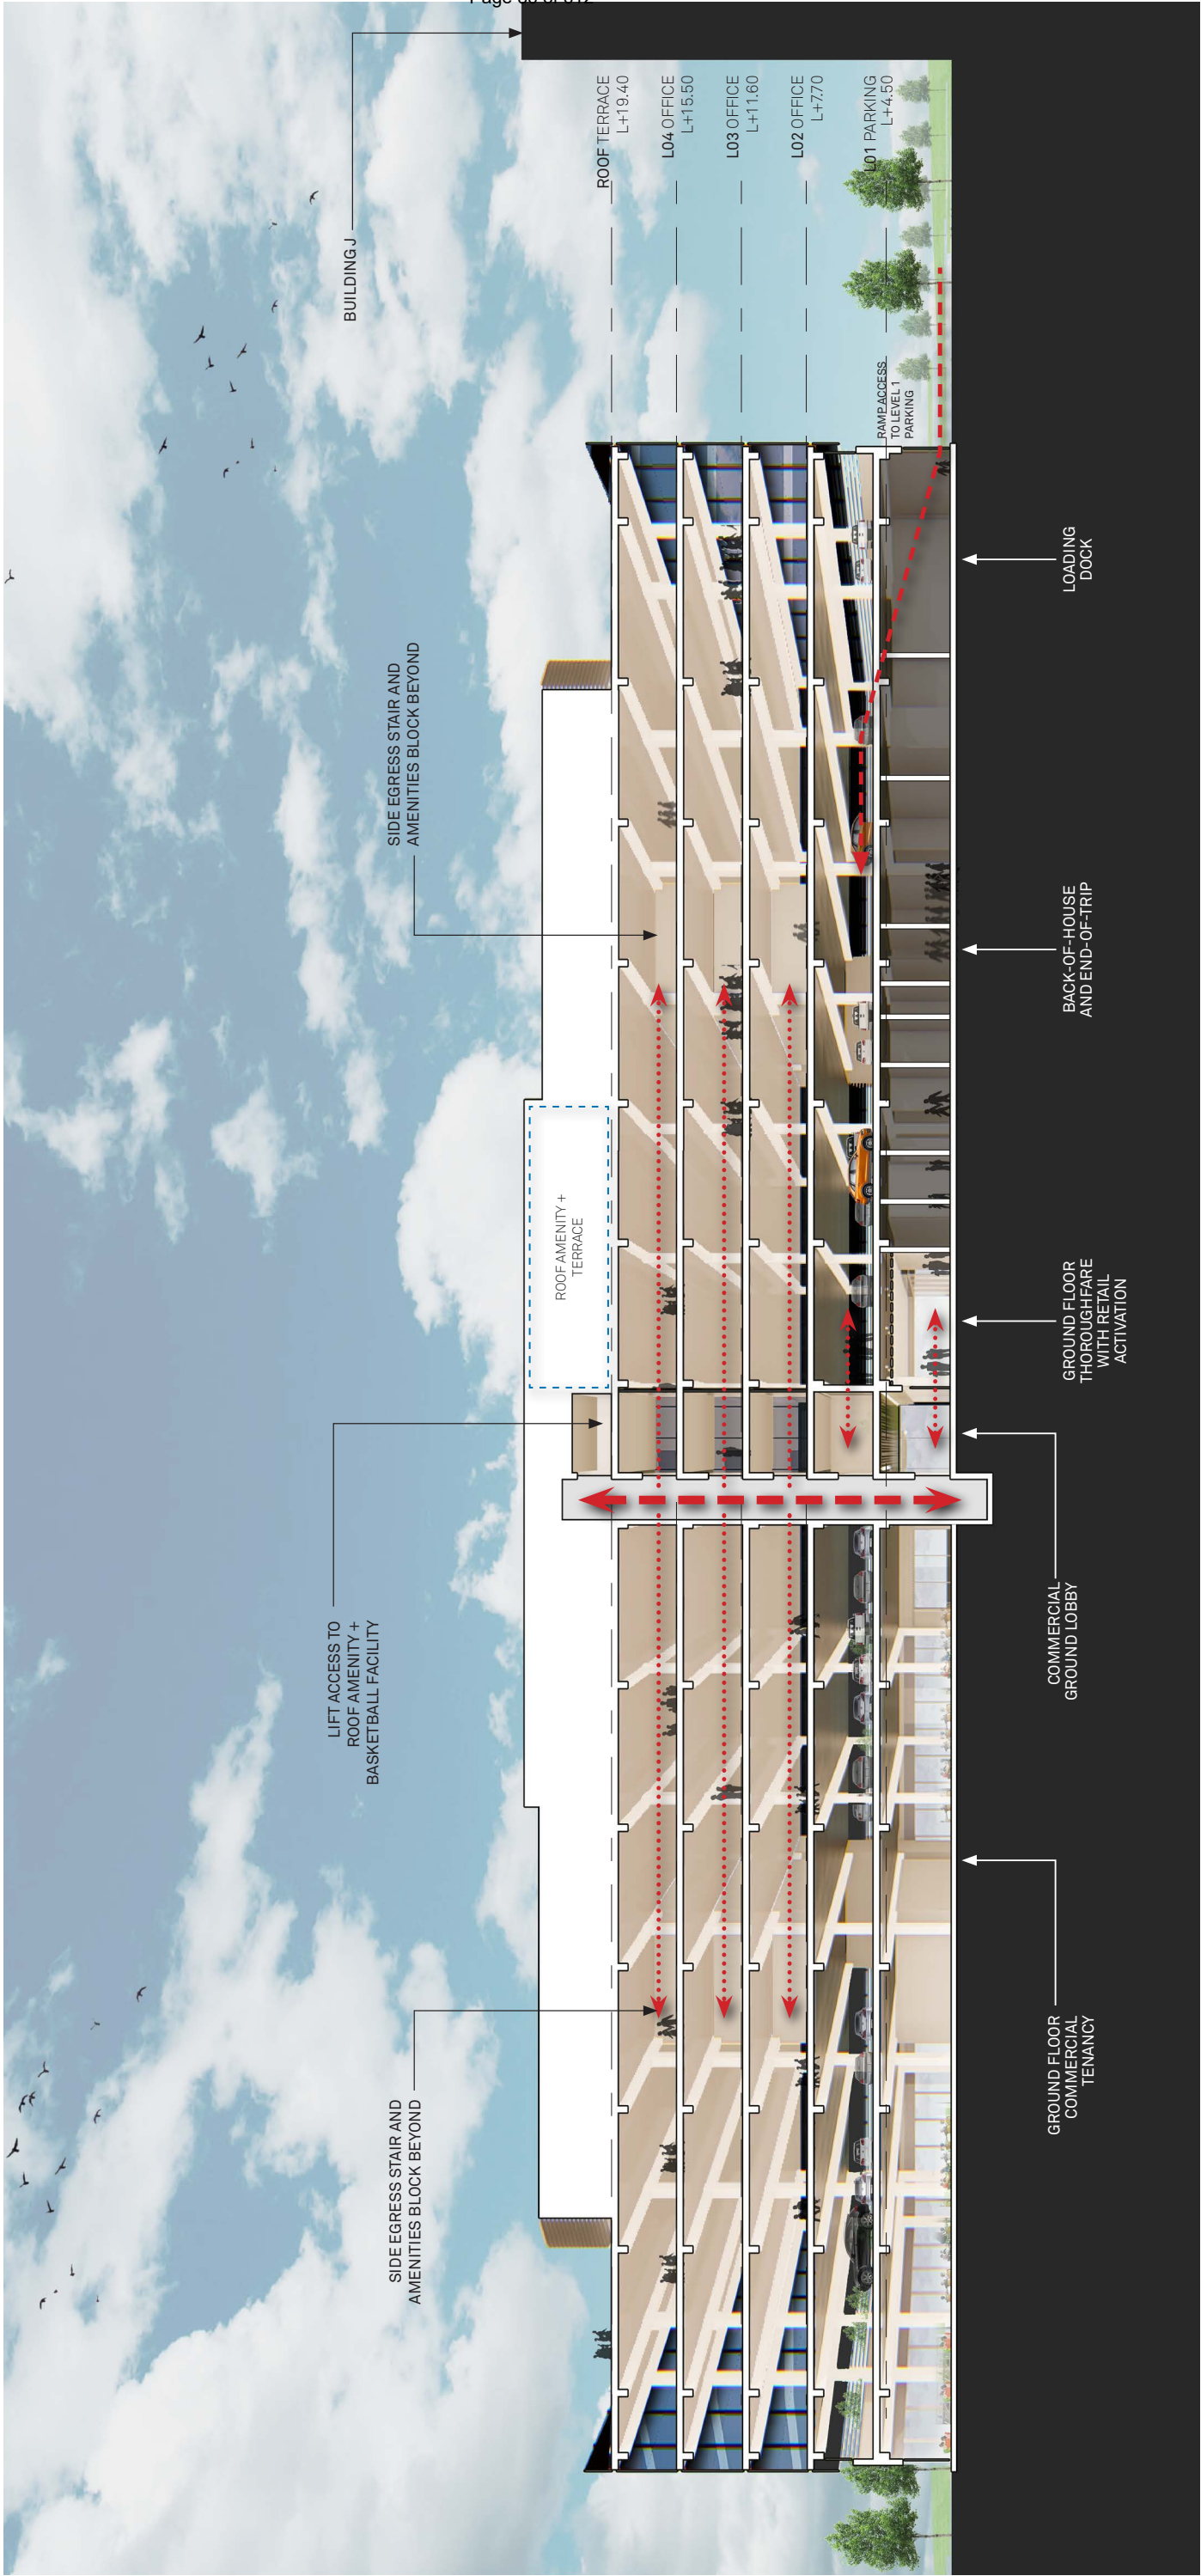 BUILDING J
ROOF TERRACE
L+19.40
L04 OFFICE
L+15.50
L03 OFFICE
L+11.60
L02 OFFICE
L+7.70
L01 PARKING
L+4.50
RAMP ACCESS
TO LEVEL 1
PARKING
SIDE EGRESS STAIR AND
AMENITIES BLOCK BEYOND
ROOF AMENITY +
TERRACE
LIFT ACCESS TO
ROOF AMENITY +
BASKETBALL FACILITY
SIDE EGRESS STAIR AND
AMENITIES BLOCK BEYOND
GROUND FLOOR
COMMERCIAL
TENANCY
COMMERCIAL
GROUND LOBBY
GROUND FLOOR
THOROUGHFARE
WITH RETAIL
ACTIVATION
BACK-OF-HOUSE
AND END-OF-TRIP
LOADING
DOCK